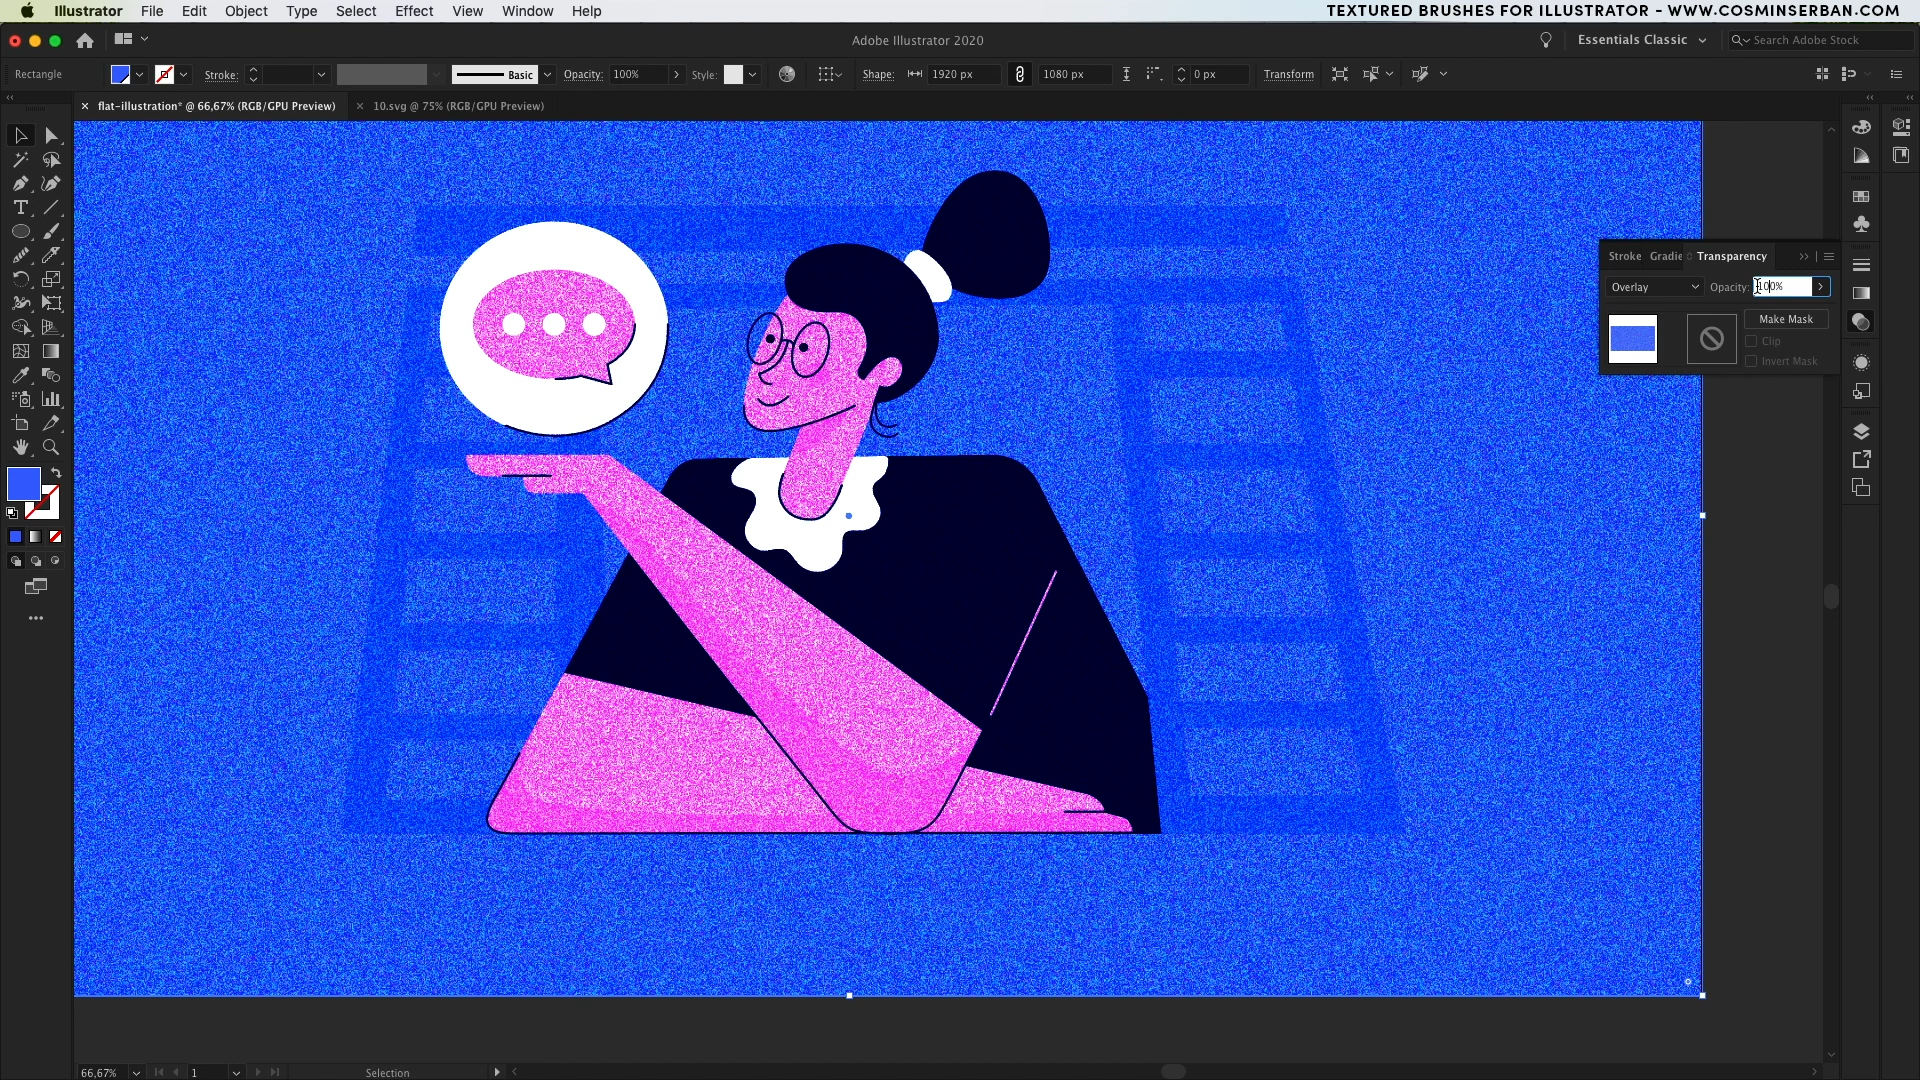 Illustrator File Edit Object Type Select Effect View Window Help
TEXTURED BRUSHES FOR ILLUSTRATOR - WWW.COSMINSERBAN.COM
Adobe Illustrator 2020
Essentials Classic
Search Adobe Stock
Rectangle
Stroke:
Basic
Opacity: 100%
Style:
Shape: 1920 px 1080 px 0 px
Transform
× flat-illustration* @ 66,67% (RGB/GPU Preview)
× 10.svg @ 75% (RGB/GPU Preview)
Stroke Gradie Transparency
Overlay Opacity: 100%
Make Mask
Clip
Invert Mask
66,67% 1 Selection